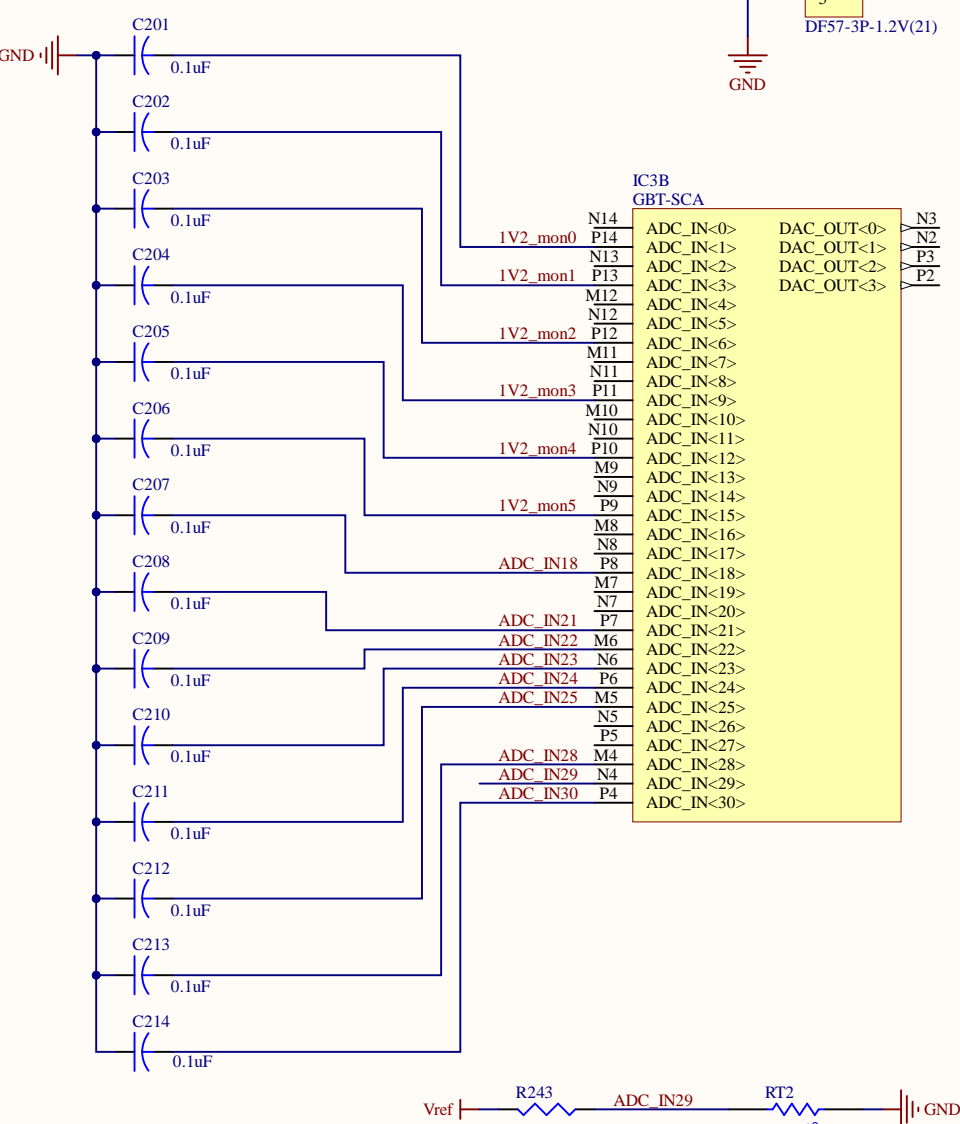 DF57-3P-1.2V(21)
GND
GND
C201
0.1uF
C202
0.1uF
C203
0.1uF
C204
0.1uF
C205
0.1uF
C206
0.1uF
C207
0.1uF
C208
0.1uF
C209
0.1uF
C210
0.1uF
C211
0.1uF
C212
0.1uF
C213
0.1uF
C214
0.1uF
IC3B
GBT-SCA
N14 ADC_IN<0> DAC_OUT<0> N3
1V2_mon0 P14 ADC_IN<1> DAC_OUT<1> N2
N13 ADC_IN<2> DAC_OUT<2> P3
1V2_mon1 P13 ADC_IN<3> DAC_OUT<3> P2
M12 ADC_IN<4>
N12 ADC_IN<5>
1V2_mon2 P12 ADC_IN<6>
M11 ADC_IN<7>
N11 ADC_IN<8>
1V2_mon3 P11 ADC_IN<9>
M10 ADC_IN<10>
N10 ADC_IN<11>
1V2_mon4 P10 ADC_IN<12>
M9 ADC_IN<13>
N9 ADC_IN<14>
1V2_mon5 P9 ADC_IN<15>
M8 ADC_IN<16>
N8 ADC_IN<17>
ADC_IN18 P8 ADC_IN<18>
M7 ADC_IN<19>
N7 ADC_IN<20>
ADC_IN21 P7 ADC_IN<21>
ADC_IN22 M6 ADC_IN<22>
ADC_IN23 N6 ADC_IN<23>
ADC_IN24 P6 ADC_IN<24>
ADC_IN25 M5 ADC_IN<25>
N5 ADC_IN<26>
P5 ADC_IN<27>
ADC_IN28 M4 ADC_IN<28>
ADC_IN29 N4 ADC_IN<29>
ADC_IN30 P4 ADC_IN<30>
Vref R243 ADC_IN29 RT2 GND